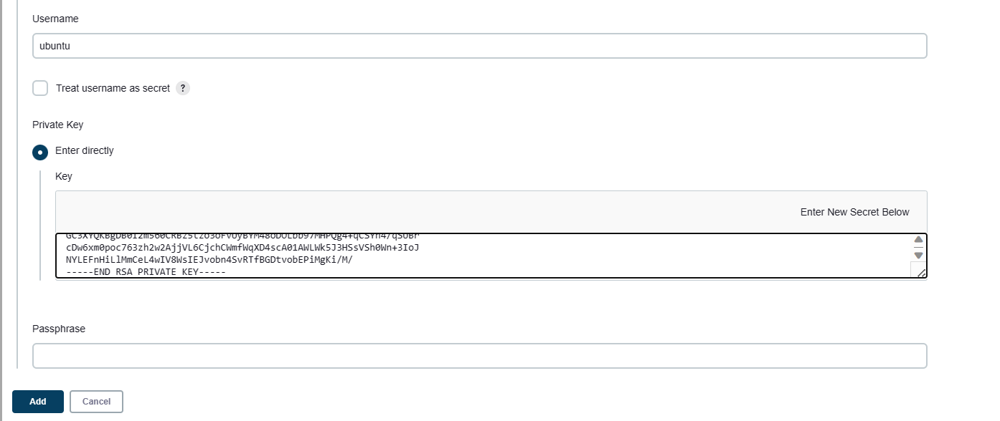 Username
ubuntu
Treat username as secret ?
Private Key
Enter directly
Key
Enter New Secret Below
cDw6xm0poc763zh2w2AjjVL6CjchCWmfWqXD4scA01AWLWk5J3HSsVSh0Wn+3IoJ
NYLEFnHiLlMmCeL4wIV8WsIEJvobn4SvRTfBGDtvobEPiMgKi/M/
-----END RSA PRIVATE KEY-----
Passphrase
Add
Cancel